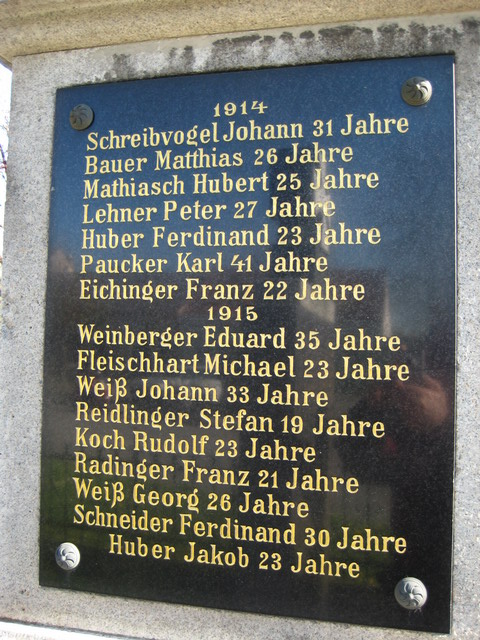 1914
Schreibvogel Johann 31 Jahre
Bauer Matthias 26 Jahre
Mathiasch Hubert 25 Jahre
Lehner Peter 27 Jahre
Huber Ferdinand 23 Jahre
Paucker Karl 41 Jahre
Eichinger Franz 22 Jahre
1915
Weinberger Eduard 35 Jahre
Fleischhart Michael 23 Jahre
Weiß Johann 33 Jahre
Reidlinger Stefan 19 Jahre
Koch Rudolf 23 Jahre
Radinger Franz 21 Jahre
Weiß Georg 26 Jahre
Schneider Ferdinand 30 Jahre
Huber Jakob 23 Jahre